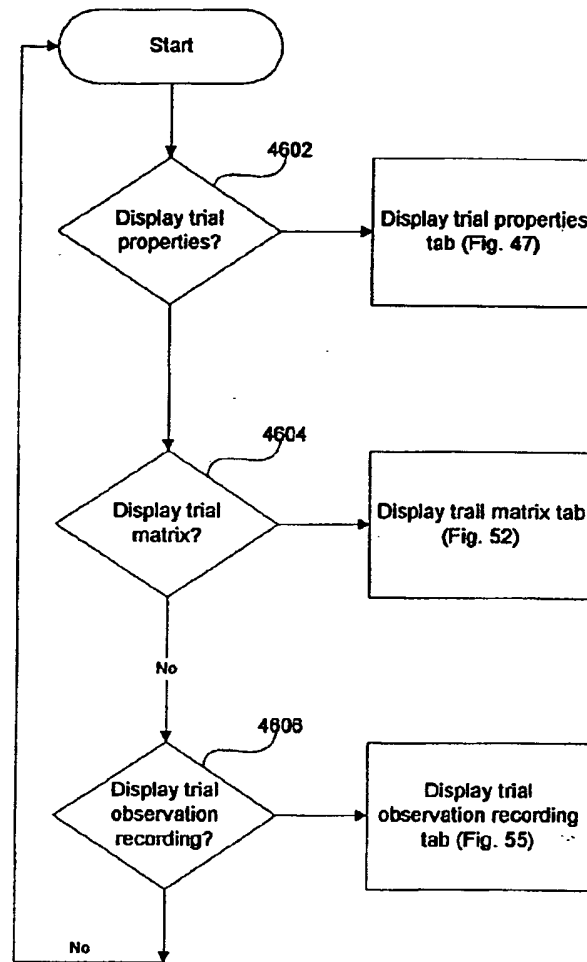 Start
4602
Display trial
properties?
Display trial properties
tab (Fig. 47)
4604
Display trial
matrix?
Display trail matrix tab
(Fig. 52)
No
4606
Display trial
observation
recording?
Display trial
observation recording
tab (Fig. 55)
No